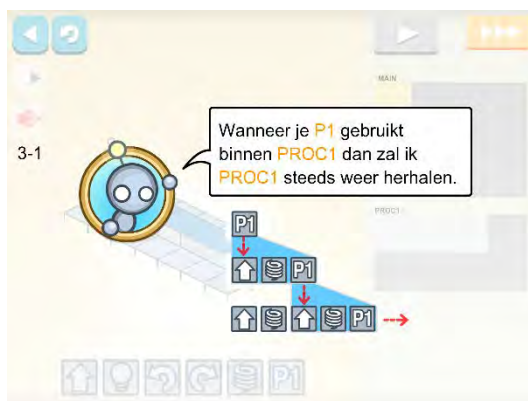 MAIN
3-1
Wanneer je P1 gebruikt
binnen PROC1 dan zal ik
PROC1 steeds weer herhalen.
PROC1
P1
P1
P1
P1